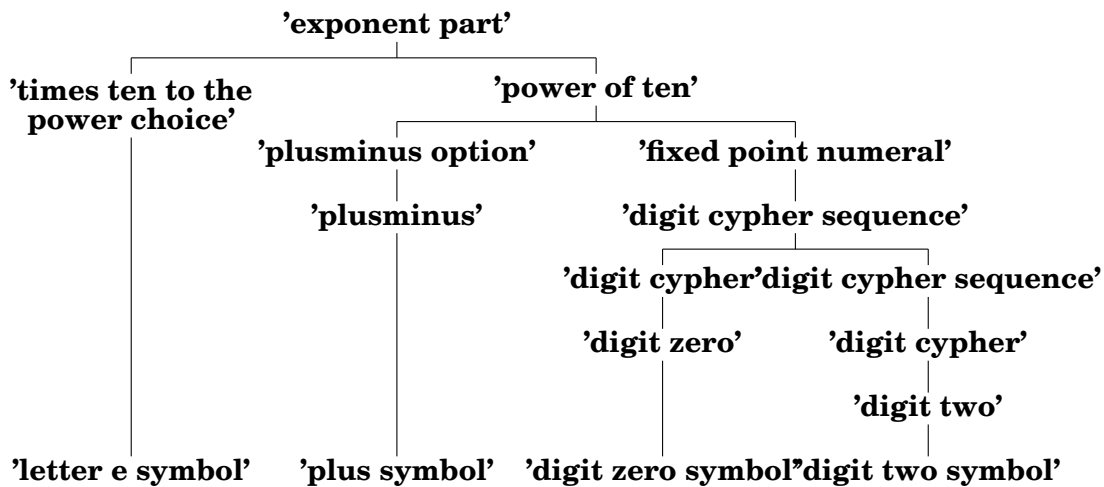 ’exponent part’
’times ten to the
power choice’
’power of ten’
’plusminus option’
’fixed point numeral’
’plusminus’
’digit cypher sequence’
’digit cypher’
’digit cypher sequence’
’digit zero’
’digit cypher’
’digit two’
’letter e symbol’
’plus symbol’
’digit zero symbol’
’digit two symbol’